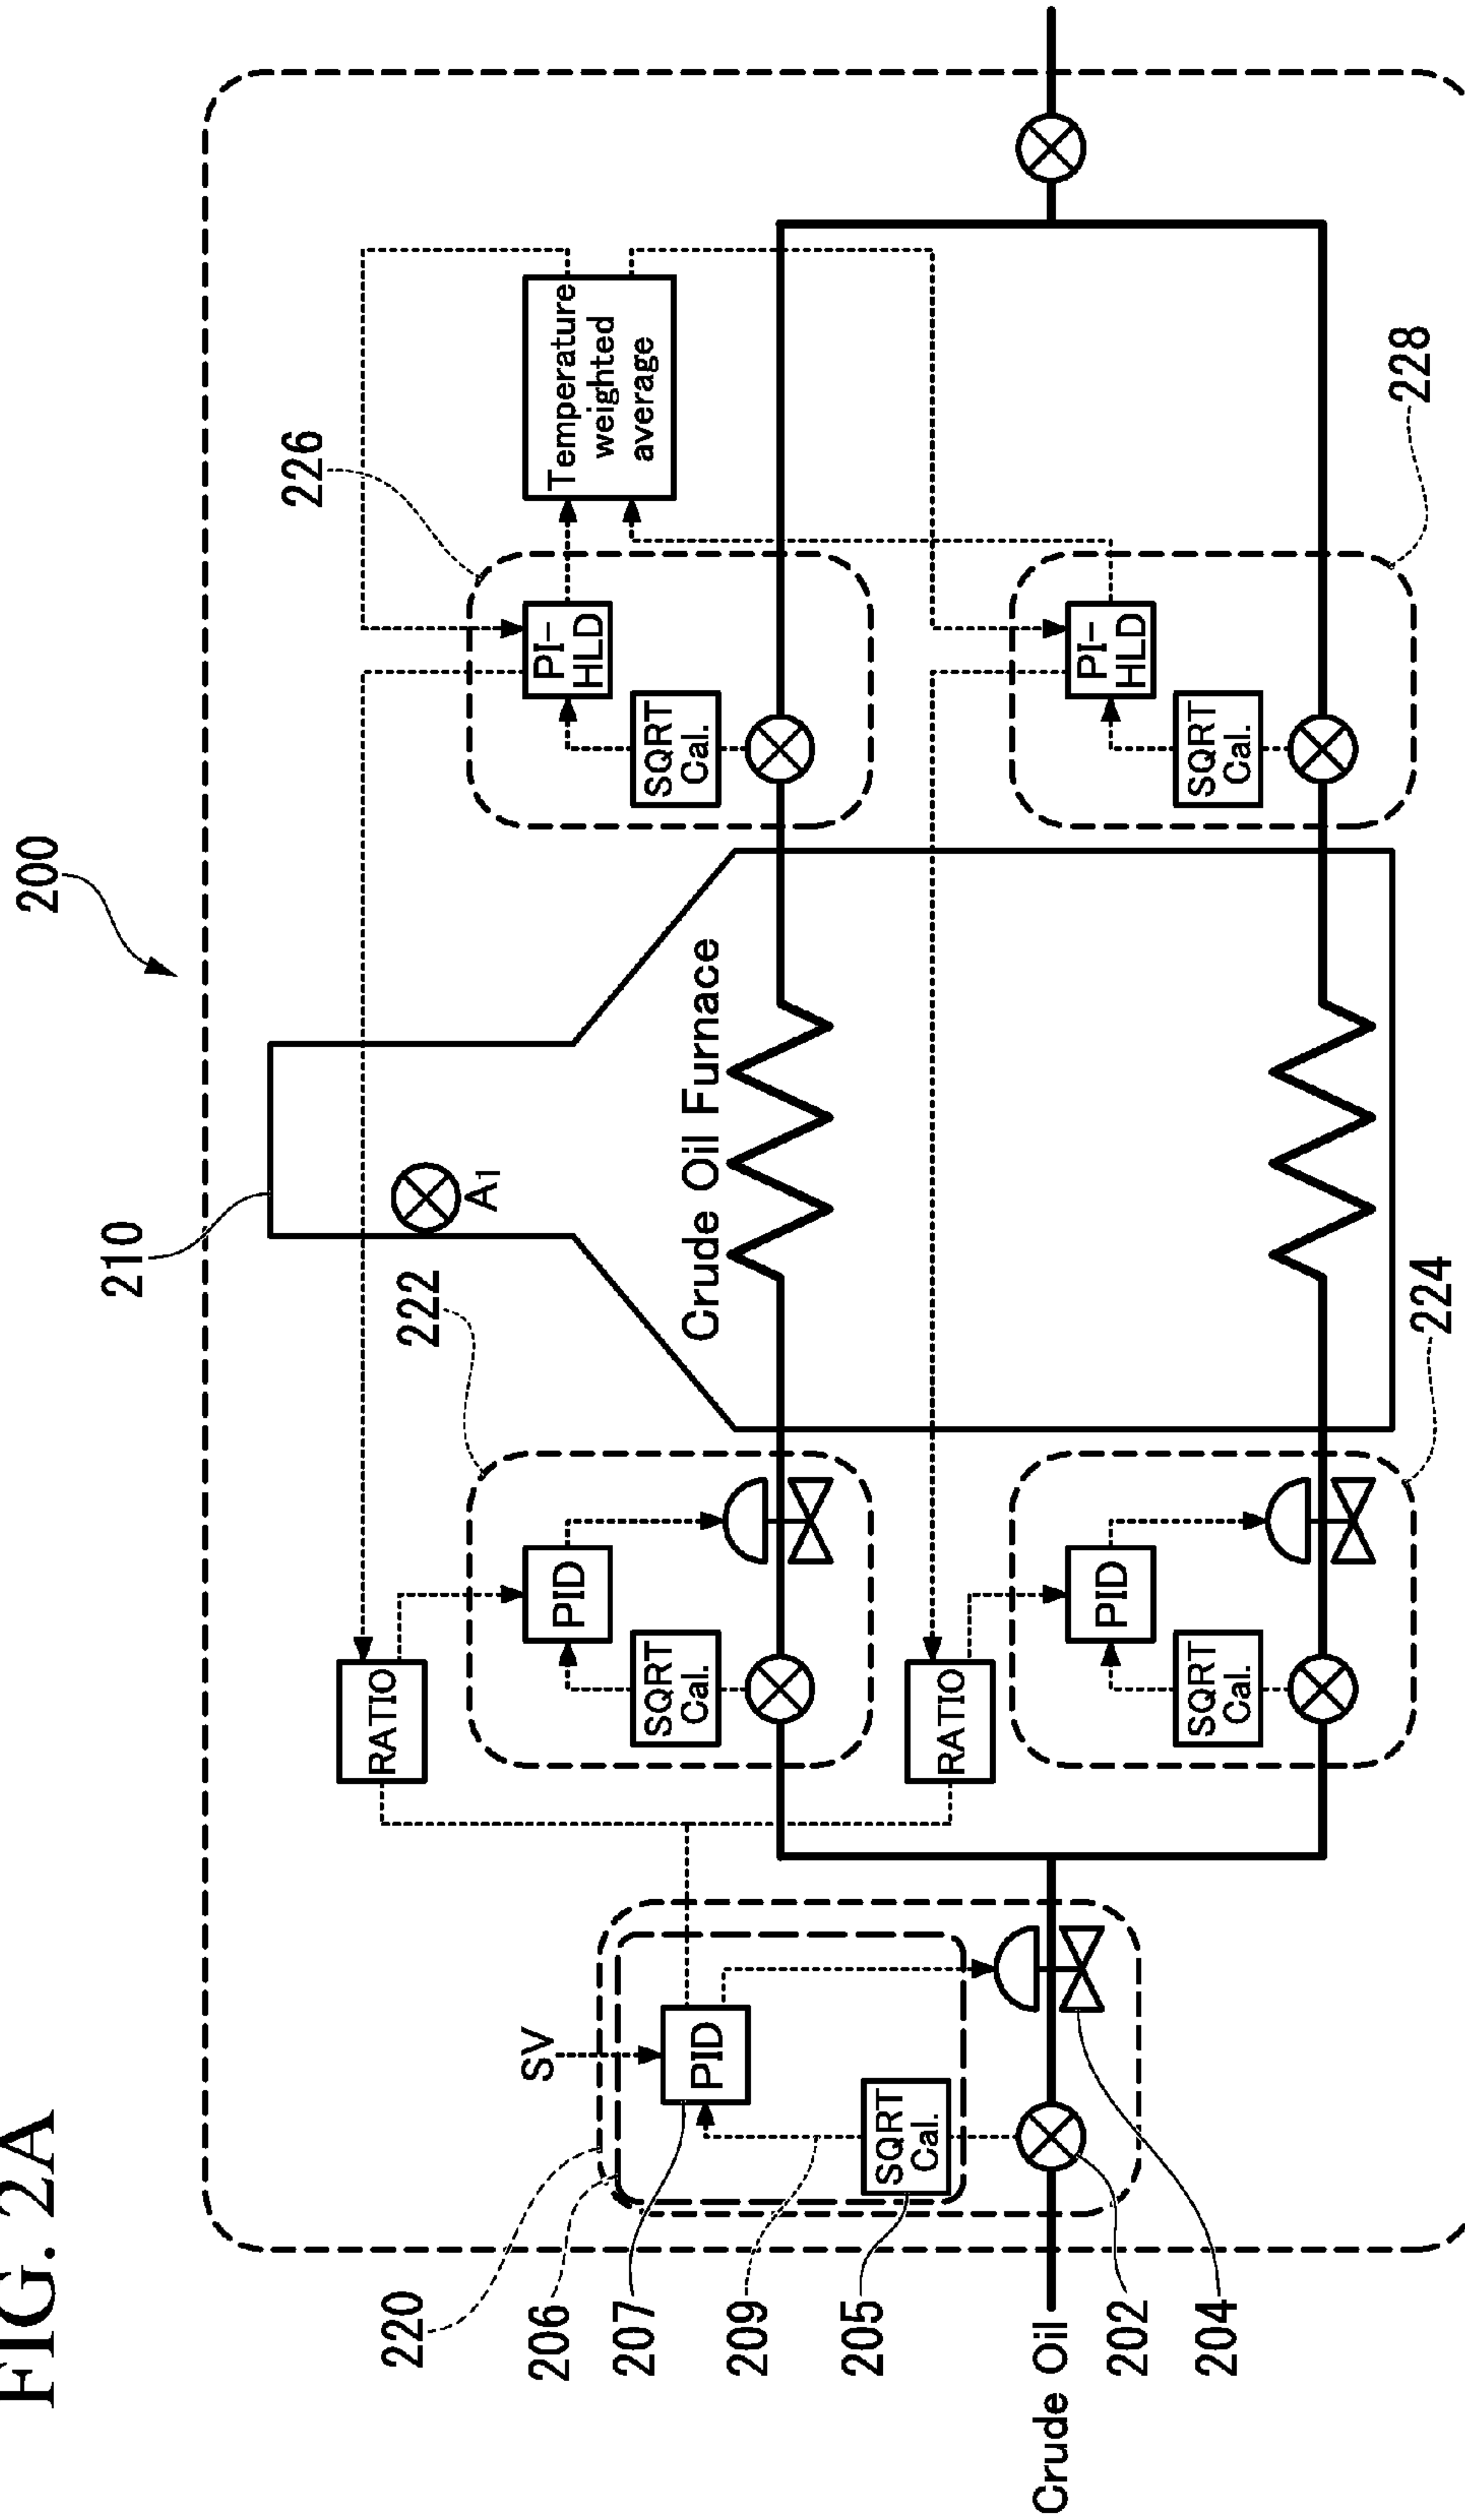 FIG. 2A
200
210
226
Temperature
weighted
average
222
PI-
HLD
SQRT
Cal.
A1
RATIO
PID
SQRT
Cal.
Crude Oil Furnace
228
PI-
HLD
SQRT
Cal.
RATIO
PID
SQRT
Cal.
224
SV
PID
SQRT
Cal.
220
206
207
209
205
Crude Oil
202
204